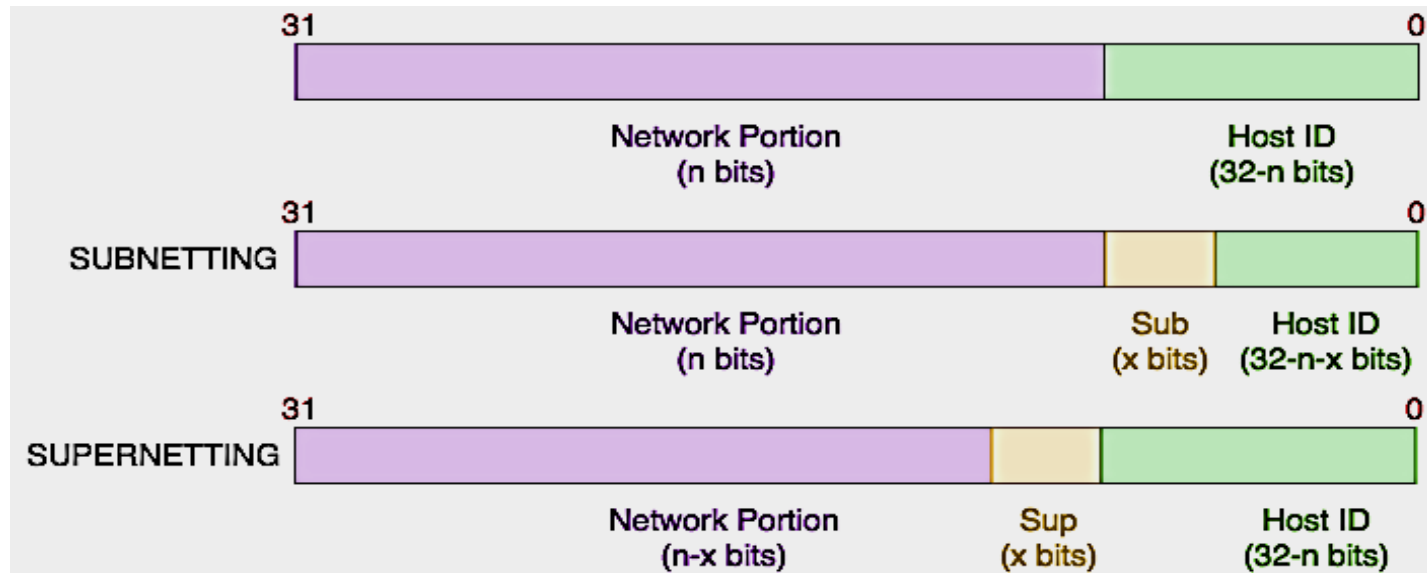 31 0
Network Portion Host ID
(n bits) (32-n bits)
31 0
SUBNETTING
Network Portion Sub Host ID
(n bits) (x bits) (32-n-x bits)
31 0
SUPERNETTING
Network Portion Sup Host ID
(n-x bits) (x bits) (32-n bits)